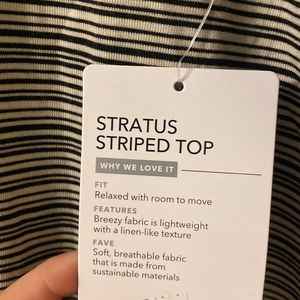 STRATUS
STRIPED TOP
WHY WE LOVE IT
FIT
Relaxed with room to move
FEATURES
Breezy fabric is lightweight
with a linen-like texture
FAVE
Soft, breathable fabric
that is made from
sustainable materials